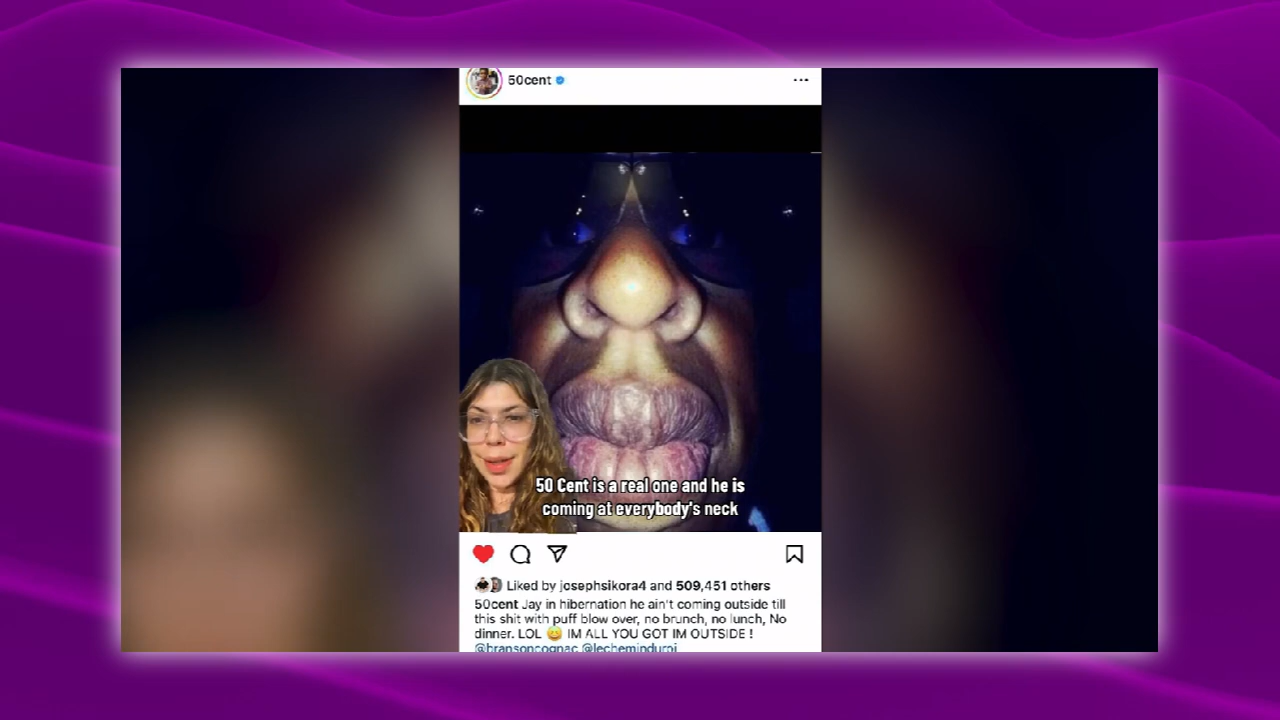 50cent
50 Cent is a real one and he is
coming at everybody's neck
Liked by josephsikora4 and 509,451 others
50cent Jay in hibernation he ain't coming outside till
this shit with puff blow over, no brunch, no lunch, No
dinner. LOL 😄 IM ALL YOU GOT IM OUTSIDE !
@bransoncognac @lecheminduroi